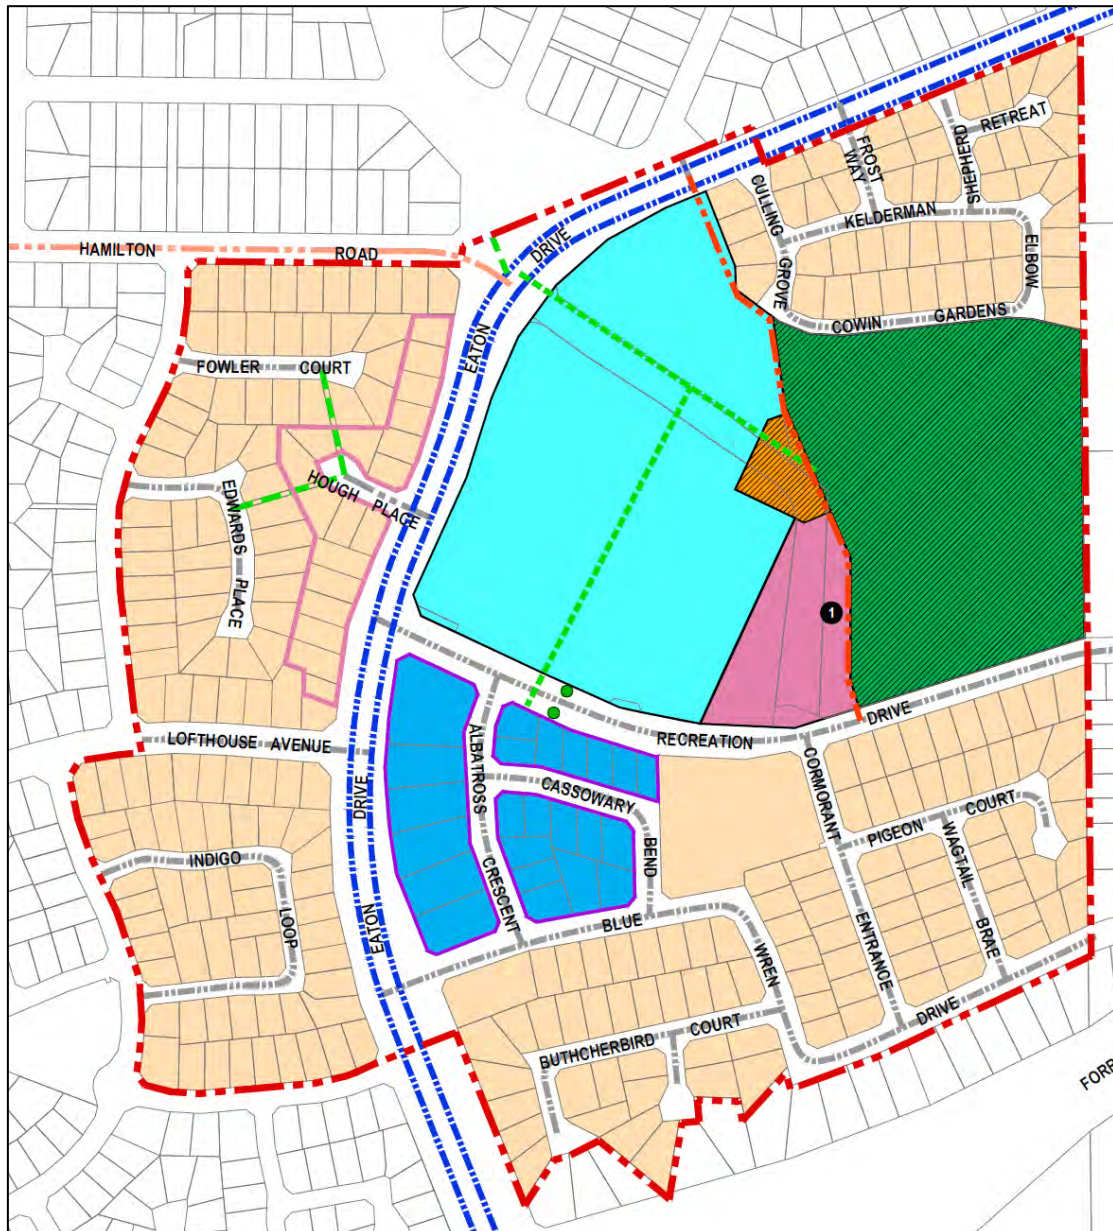 RETREAT
SHEPHERD
FROST
WAY
CULLING
GROVE
KELDERMAN
ELBOW
DRIVE
HAMILTON
ROAD
COWIN
GARDENS
EATON
FOWLER
COURT
HOUGH
PLACE
EDWARDS
PLACE
1
DRIVE
RECREATION
LOFTHOUSE AVENUE
ALBATROSS
CRESCENT
CASSOWARY
BEND
CORMORANT
ENTRANCE
DRIVE
PIGEON
COURT
WAGTAIL
BRAE
INDIGO
LOOP
EATON
BLUE
WREN
DRIVE
BUTHCHERBIRD
COURT
FORR